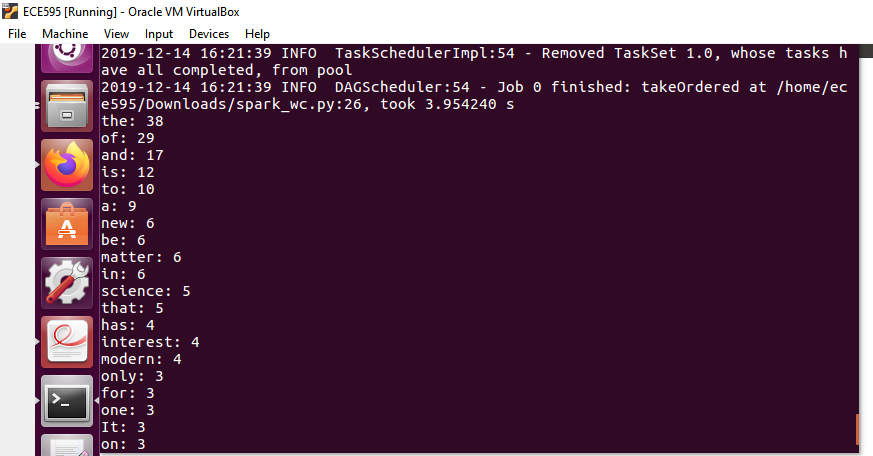 ECE595 [Running] - Oracle VM VirtualBox
File Machine View Input Devices Help
2019-12-14 16:21:39 INFO  TaskSchedulerImpl:54 - Removed TaskSet 1.0, whose tasks h
ave all completed, from pool
2019-12-14 16:21:39 INFO  DAGScheduler:54 - Job 0 finished: takeOrdered at /home/ec
e595/Downloads/spark_wc.py:26, took 3.954240 s
the: 38
of: 29
and: 17
is: 12
to: 10
a: 9
new: 6
be: 6
matter: 6
in: 6
science: 5
that: 5
has: 4
interest: 4
modern: 4
only: 3
for: 3
one: 3
It: 3
on: 3